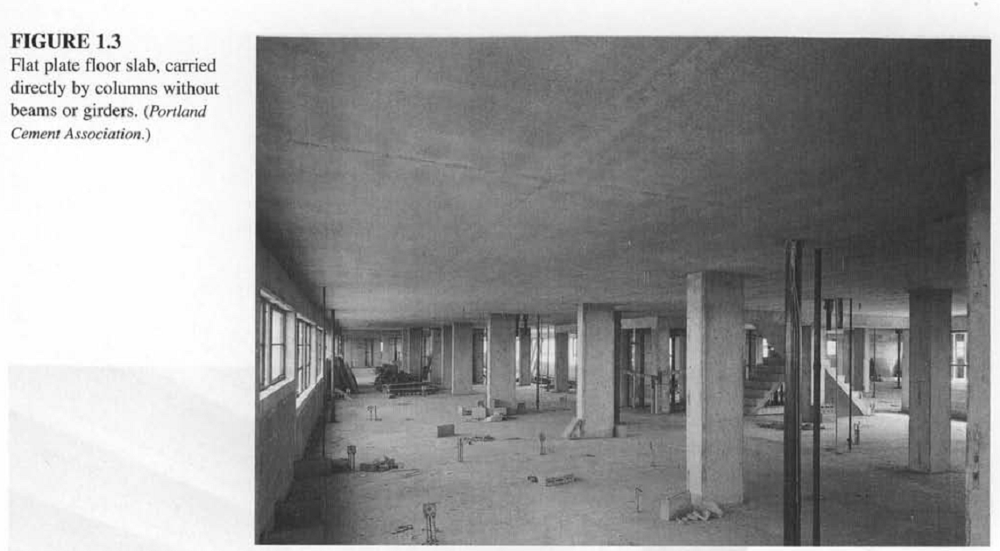 FIGURE 1.3
Flat plate floor slab, carried
directly by columns without
beams or girders. (Portland
Cement Association.)